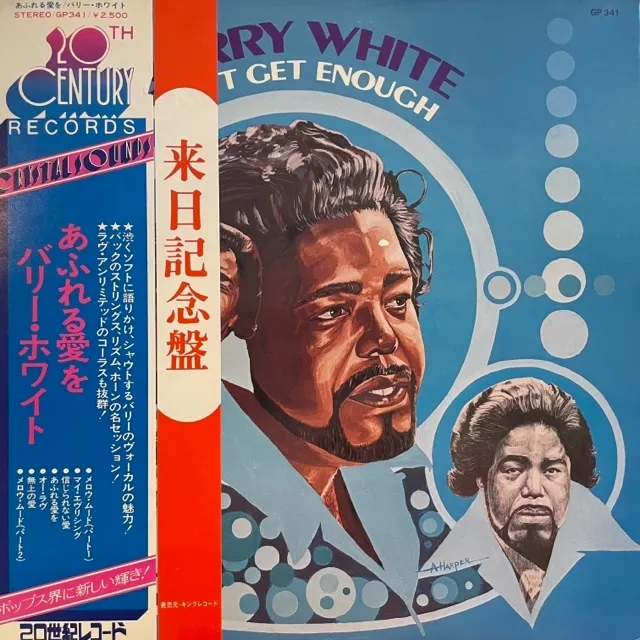 あふれる愛を/バリー・ホワイト
STEREO/GP341/¥2,500
20TH
CENTURY
RECORDS
CRISTAL SOUNDS
あふれる愛を
バリー・ホワイト
★渋くソフトに語りかけ、シャウトするバリーのヴォーカルの魅力!
★バックのストリングス、リズム、ホーンの名セッション!
★ラヴ・アンリミテッドのコーラスも抜群!
●メロウ・ムード(パート1)
●マイ・エヴリシング
●信じられない愛
●あふれる愛を
●オー・ラヴ
●無上の愛
●メロウ・ムード(パート2)
ポップス界に新しい輝き!
20世紀レコード
来日記念盤
発売元・キングレコード
RRY WHITE
T GET ENOUGH
GP 341
A.HARPER